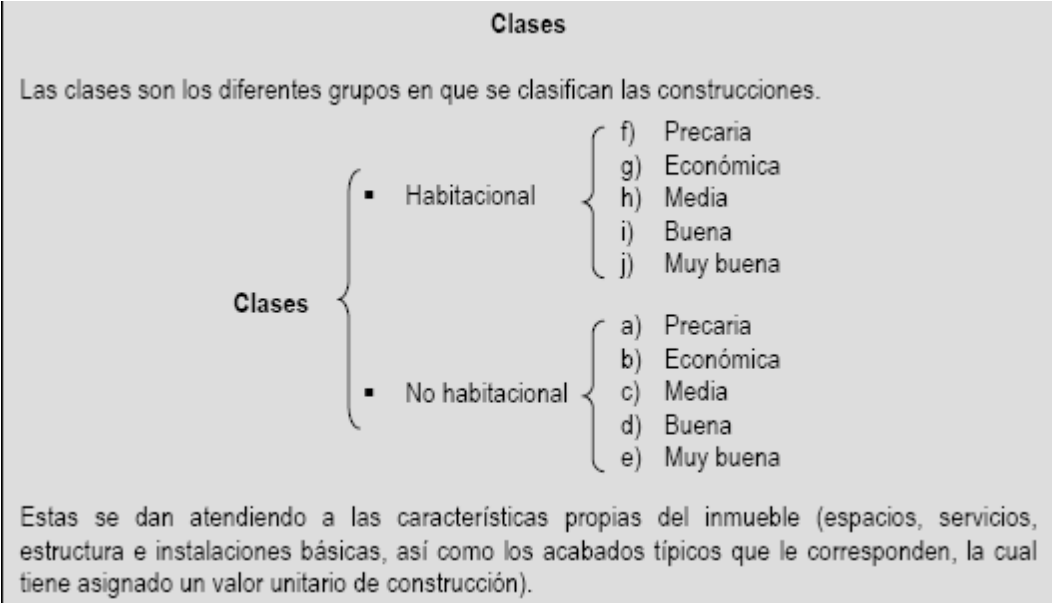 Clases
Las clases son los diferentes grupos en que se clasifican las construcciones.
Clases
▪ Habitacional
f) Precaria
g) Económica
h) Media
i) Buena
j) Muy buena
▪ No habitacional
a) Precaria
b) Económica
c) Media
d) Buena
e) Muy buena
Estas se dan atendiendo a las características propias del inmueble (espacios, servicios,
estructura e instalaciones básicas, así como los acabados típicos que le corresponden, la cual
tiene asignado un valor unitario de construcción).